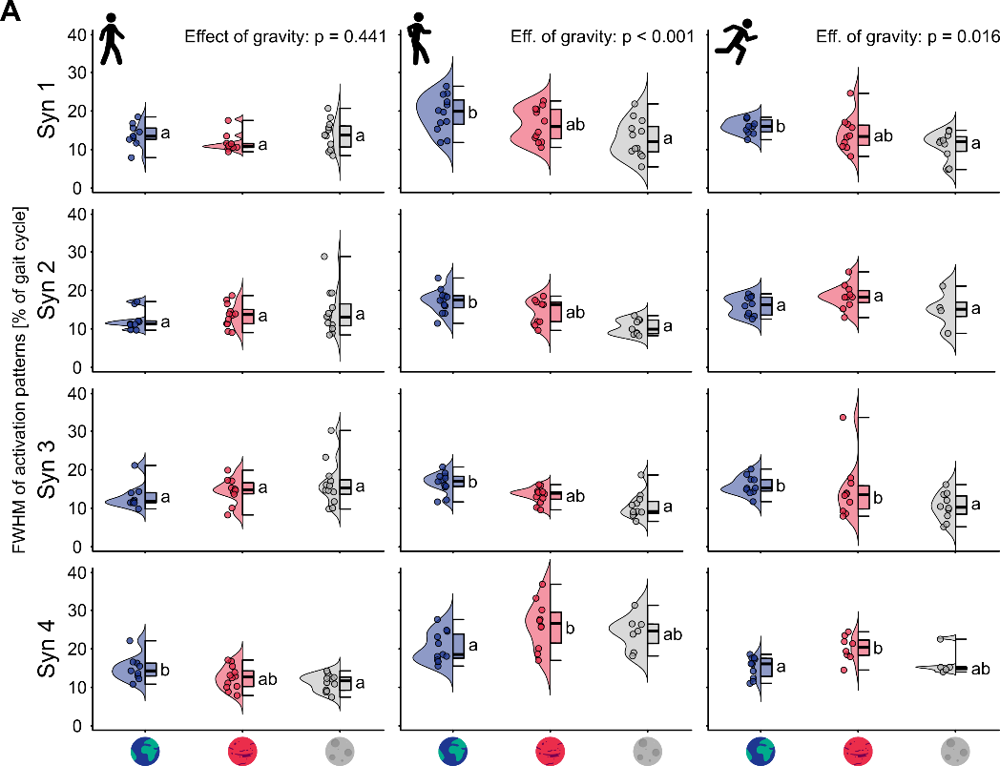 A
Effect of gravity: p = 0.441
Eff. of gravity: p < 0.001
Eff. of gravity: p = 0.016
FWHM of activation patterns [% of gait cycle]
Syn 1
40
30
20
10
0
a
a
a
b
ab
a
b
ab
a
Syn 2
40
30
20
10
0
a
a
a
b
ab
a
a
a
a
Syn 3
40
30
20
10
0
a
a
a
b
ab
a
b
b
a
Syn 4
40
30
20
10
0
b
ab
a
a
b
ab
a
b
ab